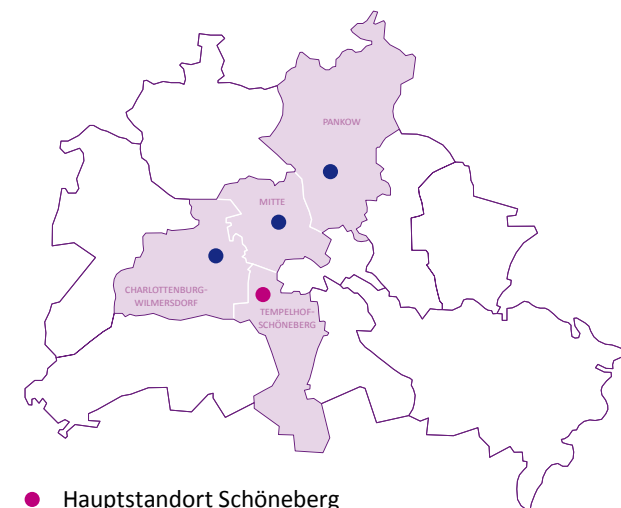 PANKOW
MITTE
CHARLOTTENBURG-
WILMERSDORF
TEMPELHOF-
SCHÖNEBERG
Hauptstandort Schöneberg